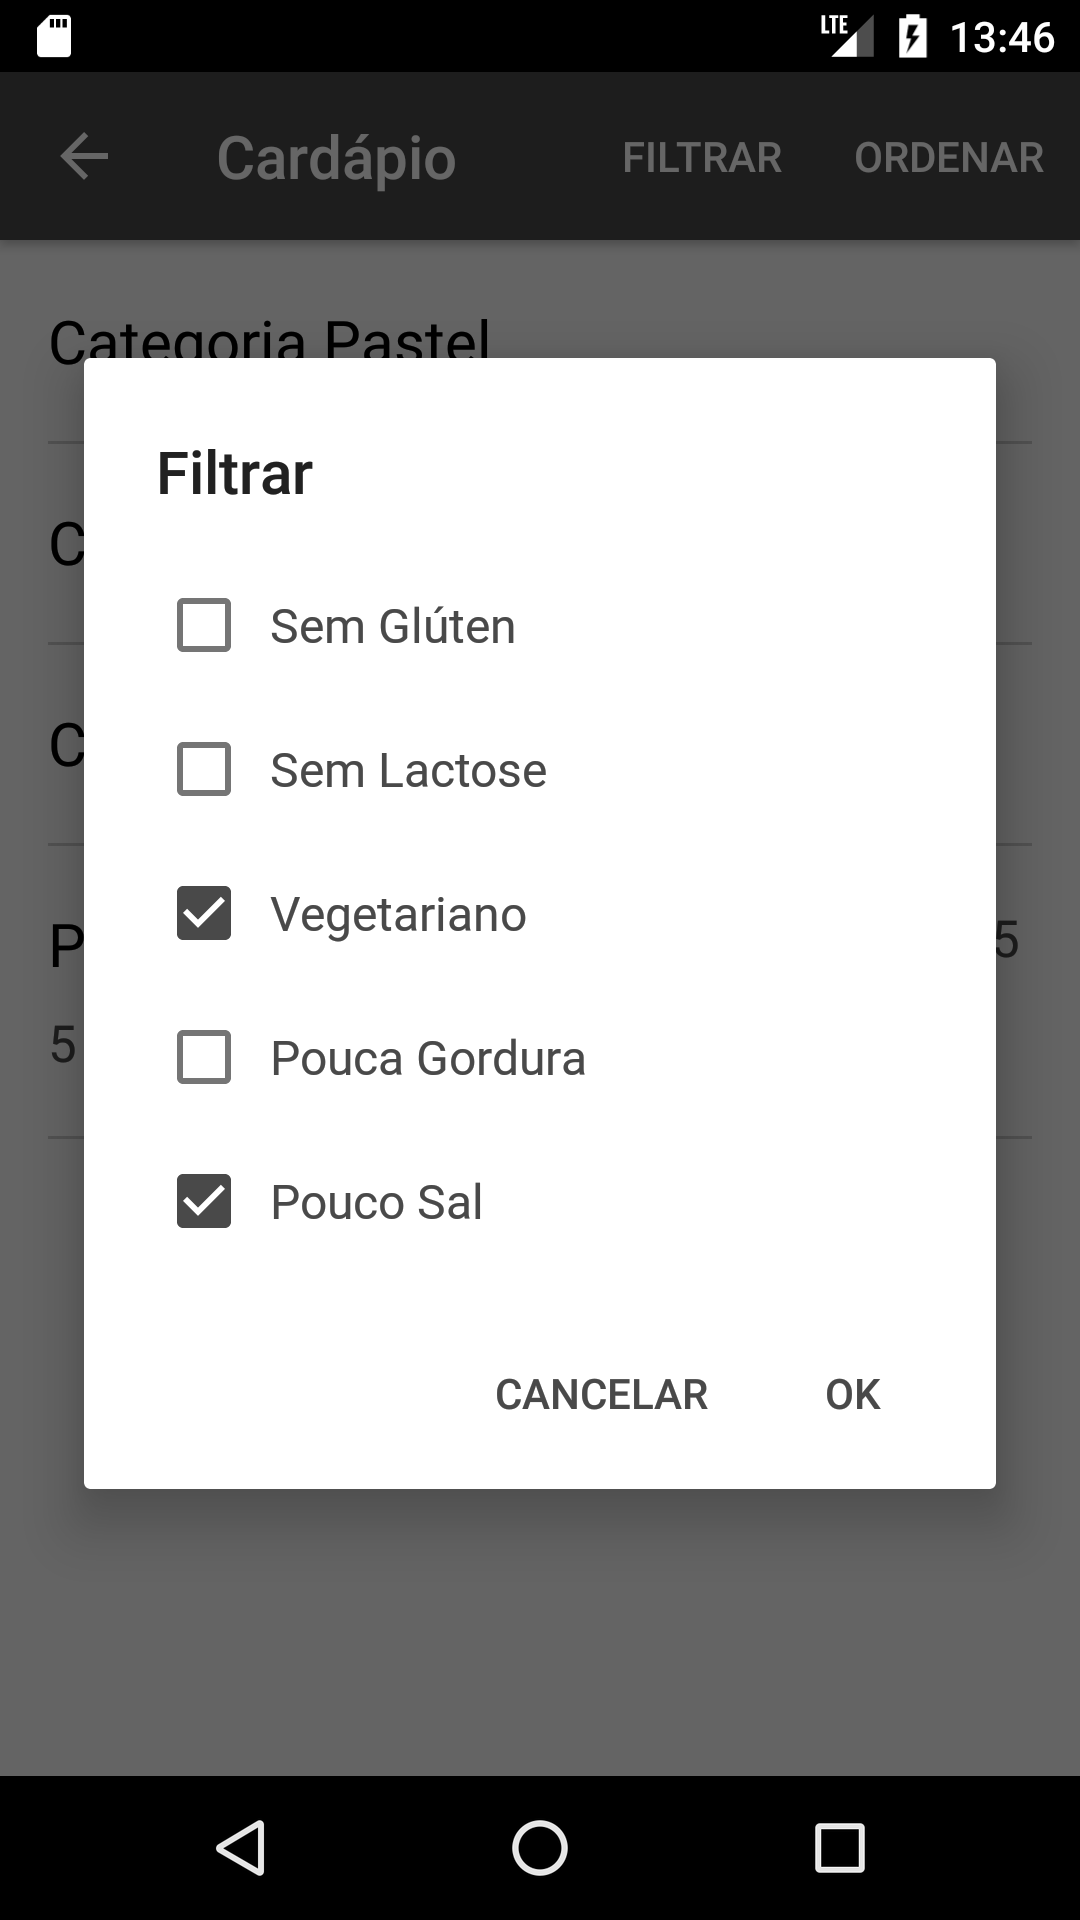 LTE 13:46
Cardápio FILTRAR ORDENAR
Categoria Pastel
Filtrar
C
Sem Glúten
C
Sem Lactose
Vegetariano
P 5
5
Pouca Gordura
Pouco Sal
CANCELAR OK